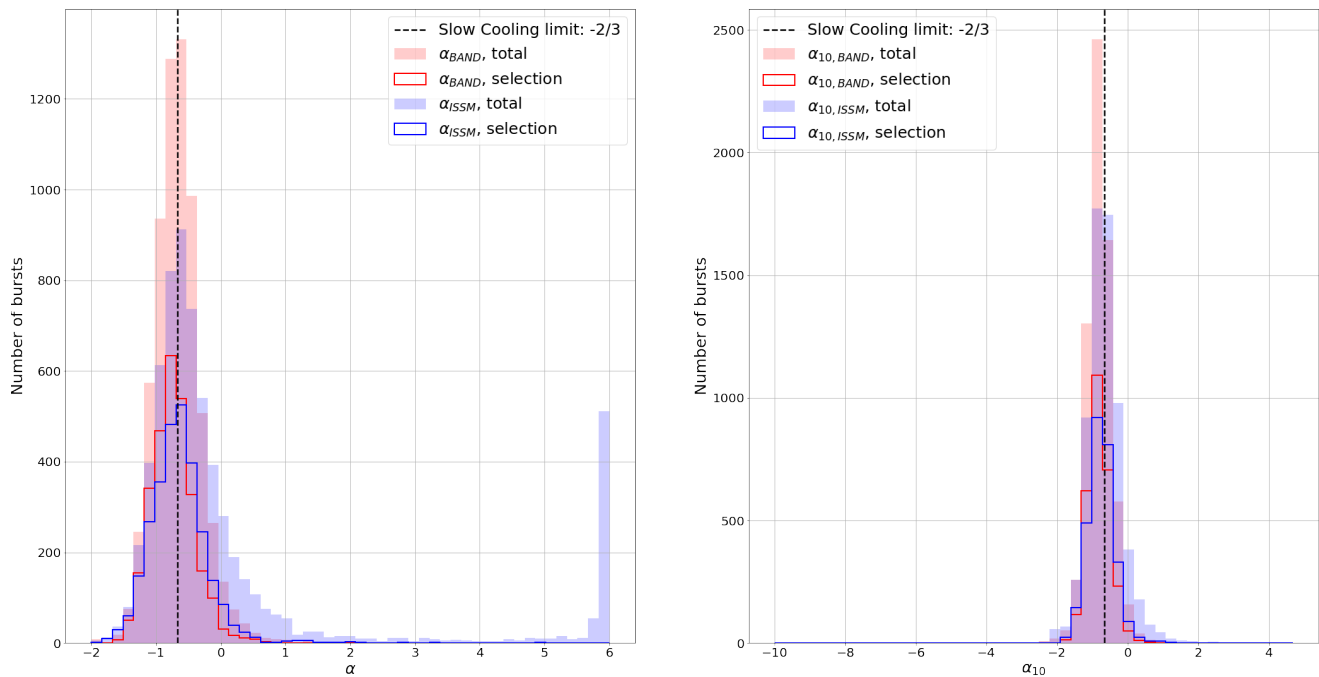 Slow Cooling limit: -2/3
α_BAND, total
α_BAND, selection
α_ISSM, total
α_ISSM, selection
1200
1000
800
600
400
200
0
Number of bursts
−2
−1
0
1
2
3
4
5
6
α
Slow Cooling limit: -2/3
α_10, BAND, total
α_10, BAND, selection
α_10, ISSM, total
α_10, ISSM, selection
2500
2000
1500
1000
500
0
Number of bursts
−10
−8
−6
−4
−2
0
2
4
α_10